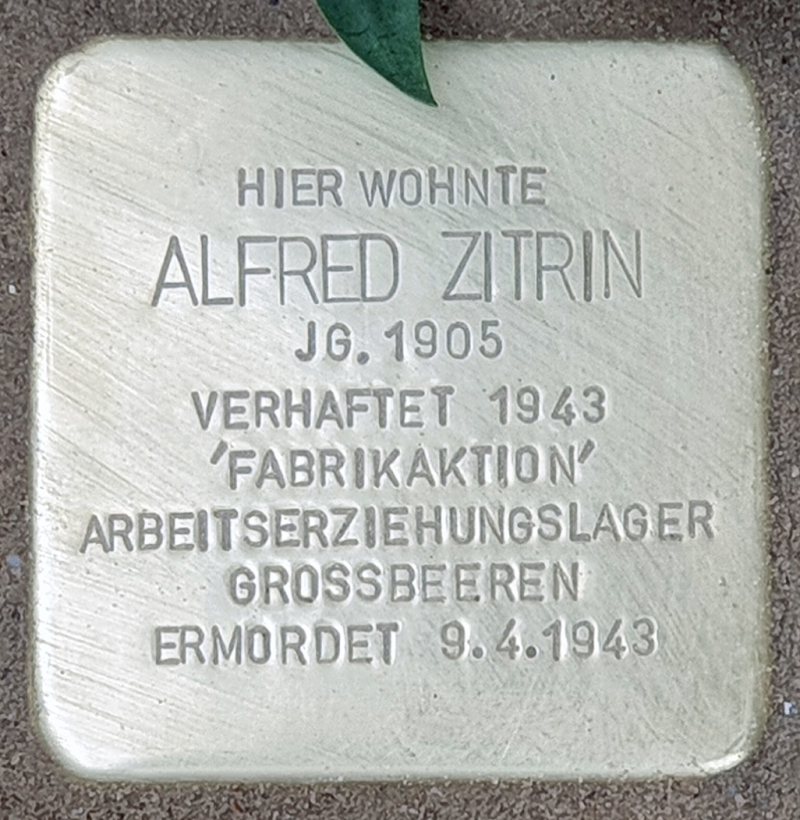 HIER WOHNTE
ALFRED ZITRIN
JG. 1905
VERHAFTET 1943
'FABRIKAKTION'
ARBEITSERZIEHUNGSLAGER
GROSSBEEREN
ERMORDET 9.4.1943